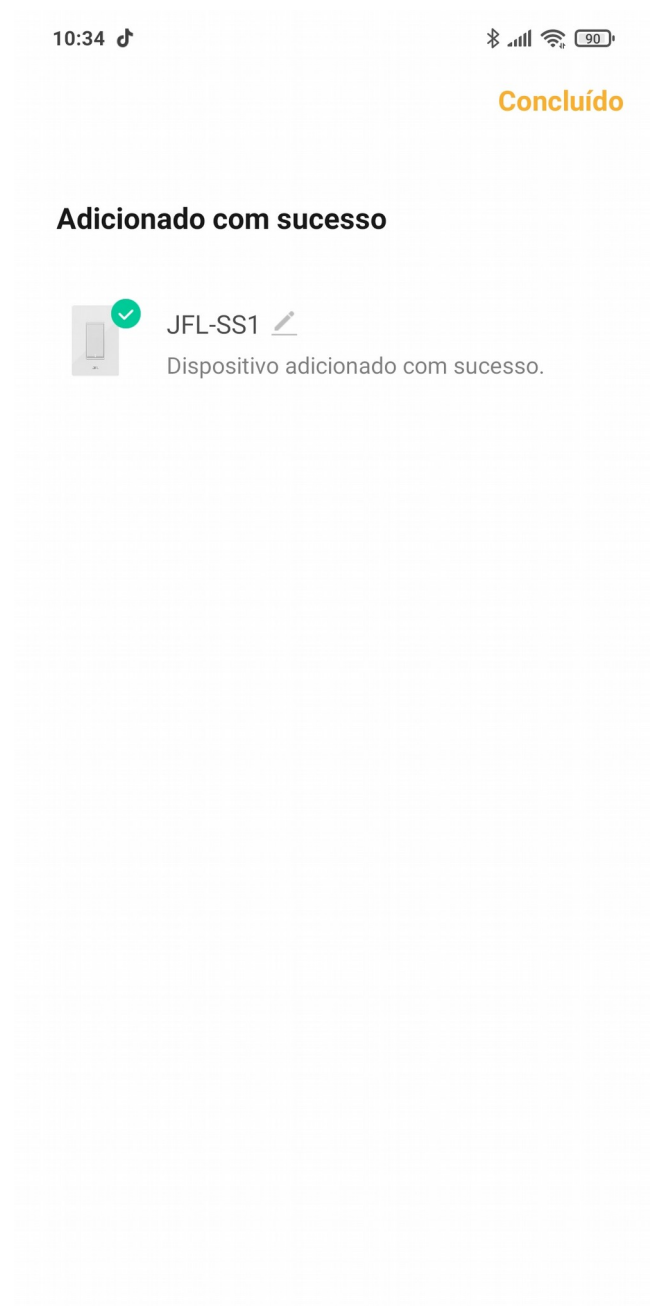 10:34
90
Concluído
Adicionado com sucesso
JFL-SS1
Dispositivo adicionado com sucesso.